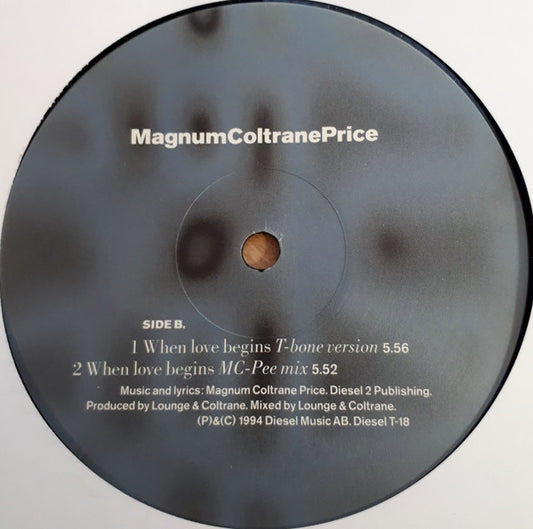 MagnumColtranePrice
SIDE B.
1 When love begins T-bone version 5.56
2 When love begins MC-Pee mix 5.52
Music and lyrics: Magnum Coltrane Price. Diesel 2 Publishing.
Produced by Lounge & Coltrane. Mixed by Lounge & Coltrane.
(P)&(C) 1994 Diesel Music AB. Diesel T-18